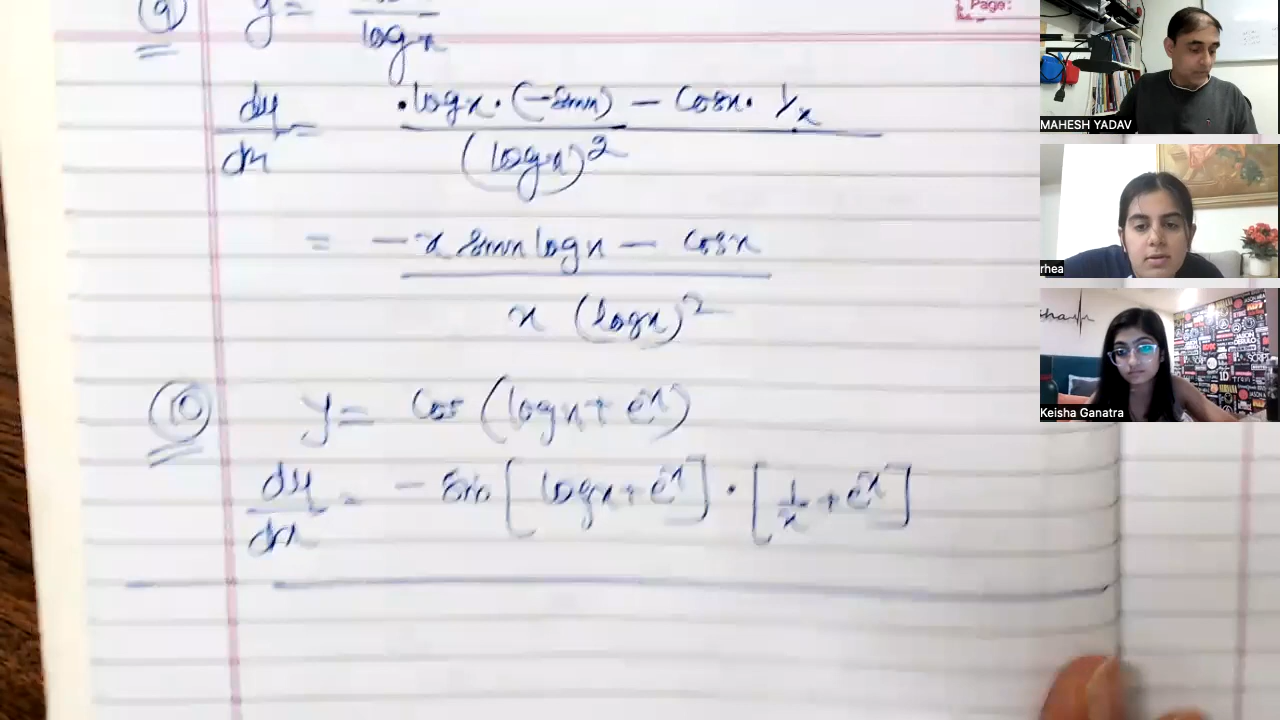 Page:
9) y =
log x
dy/dx = ·log x · (-sin x) - cos x · 1/x
(log x)2
= - x sin x log x - cos x
x (log x)2
10 y = cos (log x + ex)
dy/dx = - sin [log x + ex] · [1/x + ex]
MAHESH YADAV
rhea
Keisha Ganatra